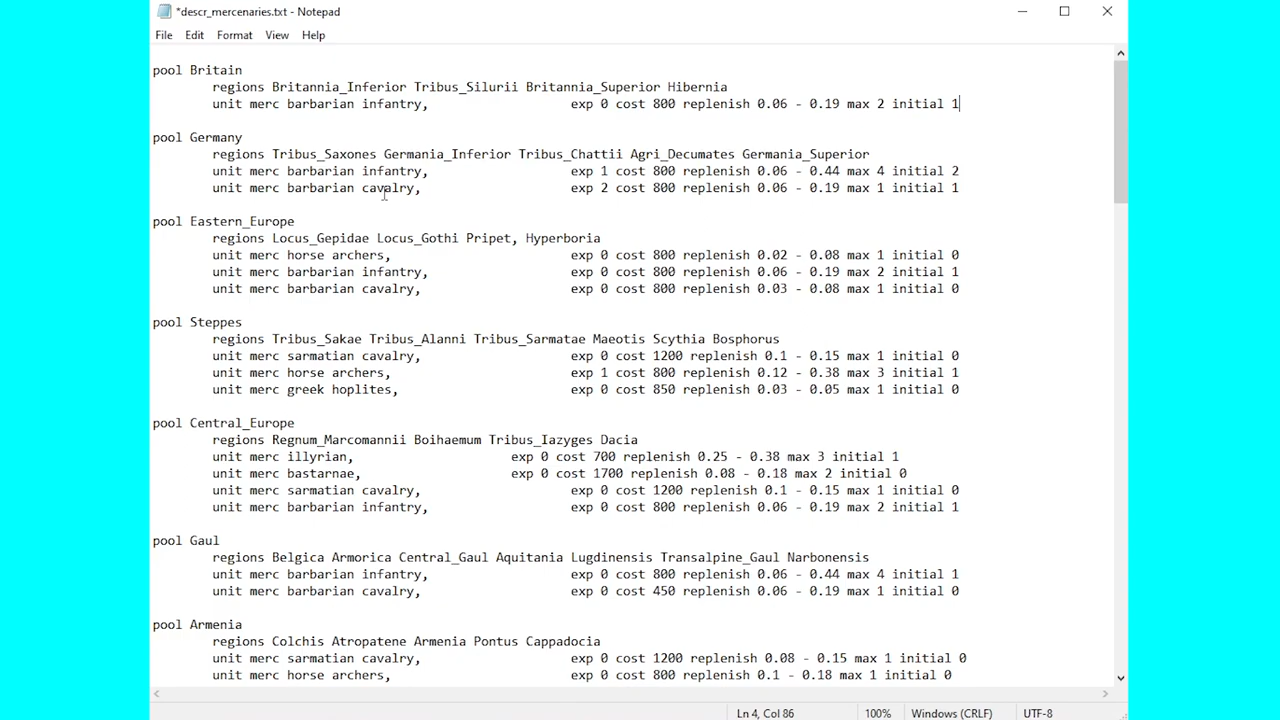 *descr_mercenaries.txt - Notepad
File Edit Format View Help
pool Britain
regions Britannia_Inferior Tribus_Silurii Britannia_Superior Hibernia
unit merc barbarian infantry, exp 0 cost 800 replenish 0.06 - 0.19 max 2 initial 1
pool Germany
regions Tribus_Saxones Germania_Inferior Tribus_Chattii Agri_Decumates Germania_Superior
unit merc barbarian infantry, exp 1 cost 800 replenish 0.06 - 0.44 max 4 initial 2
unit merc barbarian cavalry, exp 2 cost 800 replenish 0.06 - 0.19 max 1 initial 1
pool Eastern_Europe
regions Locus_Gepidae Locus_Gothi Pripet, Hyperboria
unit merc horse archers, exp 0 cost 800 replenish 0.02 - 0.08 max 1 initial 0
unit merc barbarian infantry, exp 0 cost 800 replenish 0.06 - 0.19 max 2 initial 1
unit merc barbarian cavalry, exp 0 cost 800 replenish 0.03 - 0.08 max 1 initial 0
pool Steppes
regions Tribus_Sakae Tribus_Alanni Tribus_Sarmatae Maeotis Scythia Bosphorus
unit merc sarmatian cavalry, exp 0 cost 1200 replenish 0.1 - 0.15 max 1 initial 0
unit merc horse archers, exp 1 cost 800 replenish 0.12 - 0.38 max 3 initial 1
unit merc greek hoplites, exp 0 cost 850 replenish 0.03 - 0.05 max 1 initial 0
pool Central_Europe
regions Regnum_Marcomannii Boihaemum Tribus_Iazyges Dacia
unit merc illyrian, exp 0 cost 700 replenish 0.25 - 0.38 max 3 initial 1
unit merc bastarnae, exp 0 cost 1700 replenish 0.08 - 0.18 max 2 initial 0
unit merc sarmatian cavalry, exp 0 cost 1200 replenish 0.1 - 0.15 max 1 initial 0
unit merc barbarian infantry, exp 0 cost 800 replenish 0.06 - 0.19 max 2 initial 1
pool Gaul
regions Belgica Armorica Central_Gaul Aquitania Lugdinensis Transalpine_Gaul Narbonensis
unit merc barbarian infantry, exp 0 cost 800 replenish 0.06 - 0.44 max 4 initial 1
unit merc barbarian cavalry, exp 0 cost 450 replenish 0.06 - 0.19 max 1 initial 0
pool Armenia
regions Colchis Atropatene Armenia Pontus Cappadocia
unit merc sarmatian cavalry, exp 0 cost 1200 replenish 0.08 - 0.15 max 1 initial 0
unit merc horse archers, exp 0 cost 800 replenish 0.1 - 0.18 max 1 initial 0
Ln 4, Col 86 100% Windows (CRLF) UTF-8